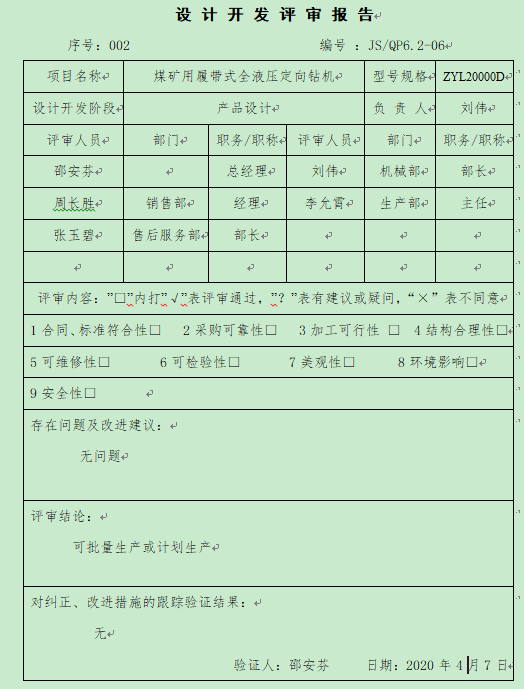 设计开发评审报告
序号：002 编号：JS/QP6.2-06
项目名称 煤矿用履带式全液压定向钻机 型号规格 ZYL20000D
设计开发阶段 产品设计 负责人 刘伟
评审人员 部门 职务/职称 评审人员 部门 职务/职称
邵安芬 总经理 刘伟 机械部 部长
周长胜 销售部 经理 李允霄 生产部 主任
张玉碧 售后服务部 部长
评审内容：”□”内打”√”表评审通过，”？”表有建议或疑问，“×”表不同意
1 合同、标准符合性□ 2 采购可靠性□ 3 加工可行性 □ 4 结构合理性□
5 可维修性□ 6 可检验性□ 7 美观性□ 8 环境影响□
9 安全性□
存在问题及改进建议：
无问题
评审结论：
可批量生产或计划生产
对纠正、改进措施的跟踪验证结果：
无
验证人：邵安芬 日期：2020 年 4 月 7 日